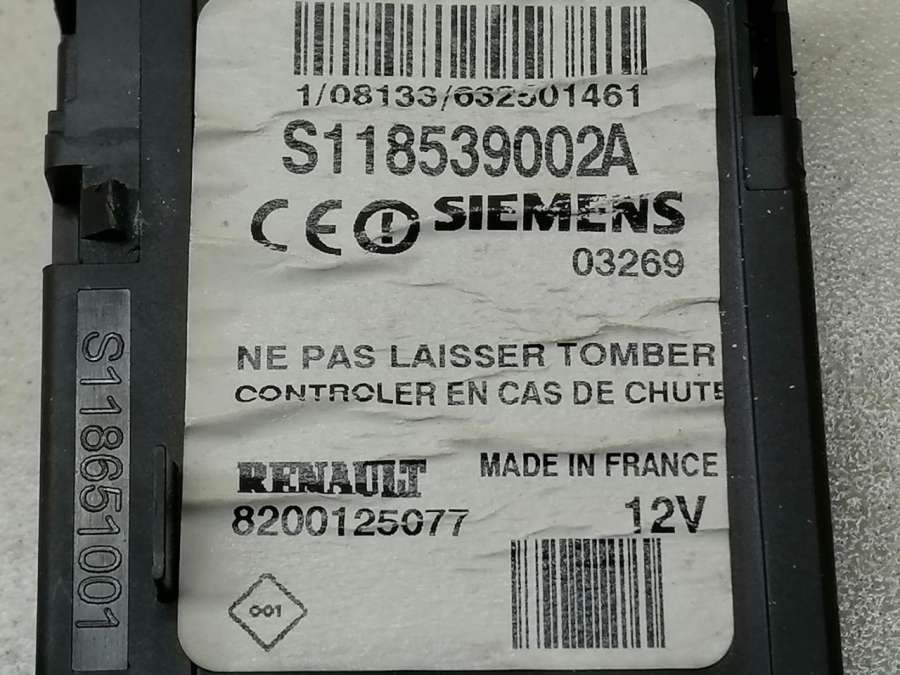 1/08133/632501461
S118539002A
CE SIEMENS
03269
NE PAS LAISSER TOMBER
CONTROLER EN CAS DE CHUTE
RENAULT
MADE IN FRANCE
8200125077
12V
001
S118651001